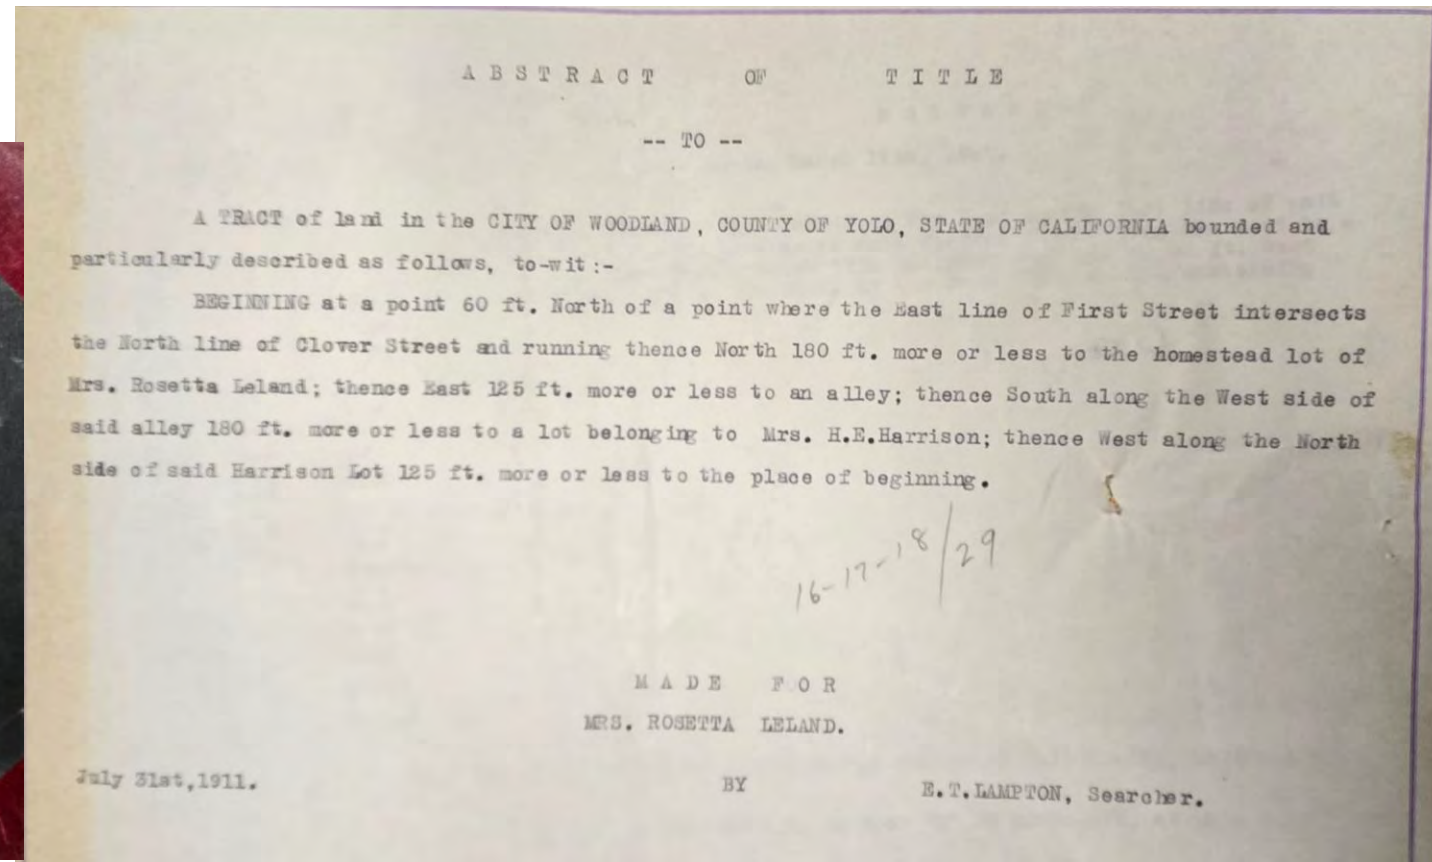 ABSTRACT OF TITLE
-- TO --
A TRACT of land in the CITY OF WOODLAND, COUNTY OF YOLO, STATE OF CALIFORNIA bounded and
particularly described as follows, to-wit:-
BEGINNING at a point 60 ft. North of a point where the East line of First Street intersects
the North line of Clover Street and running thence North 180 ft. more or less to the homestead lot of
Mrs. Rosetta Leland; thence East 125 ft. more or less to an alley; thence South along the West side of
said alley 180 ft. more or less to a lot belonging to Mrs. H.E.Harrison; thence West along the North
side of said Harrison Lot 125 ft. more or less to the place of beginning.
16-17-18/29
MADE FOR
MRS. ROSETTA LELAND.
July 31st,1911. BY E.T.LAMPTON, Searcher.